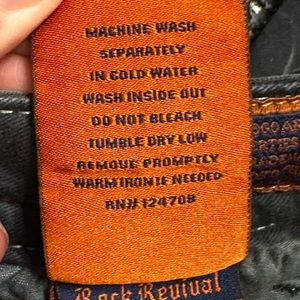 MACHINE WASH
SEPARATELY
IN COLD WATER
WASH INSIDE OUT
DO NOT BLEACH
TUMBLE DRY LOW
REMOVE PROMPTLY
WARM IRON IF NEEDED
RN# 124708
Rock Revival